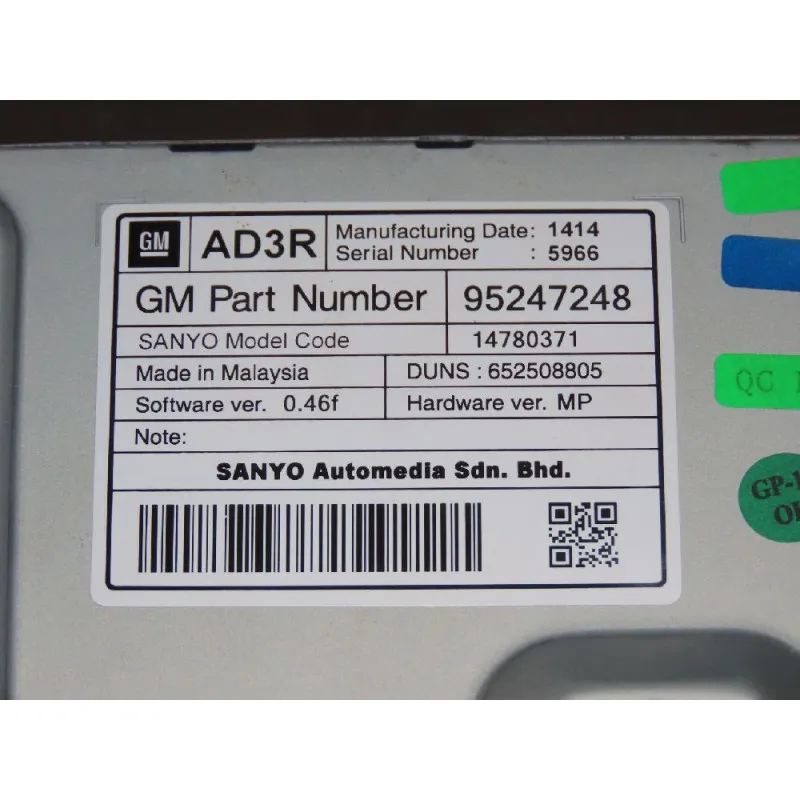 GM
AD3R
Manufacturing Date: 1414
Serial Number : 5966
GM Part Number 95247248
SANYO Model Code 14780371
Made in Malaysia DUNS : 652508805
Software ver. 0.46f Hardware ver. MP
Note:
SANYO Automedia Sdn. Bhd.
QC